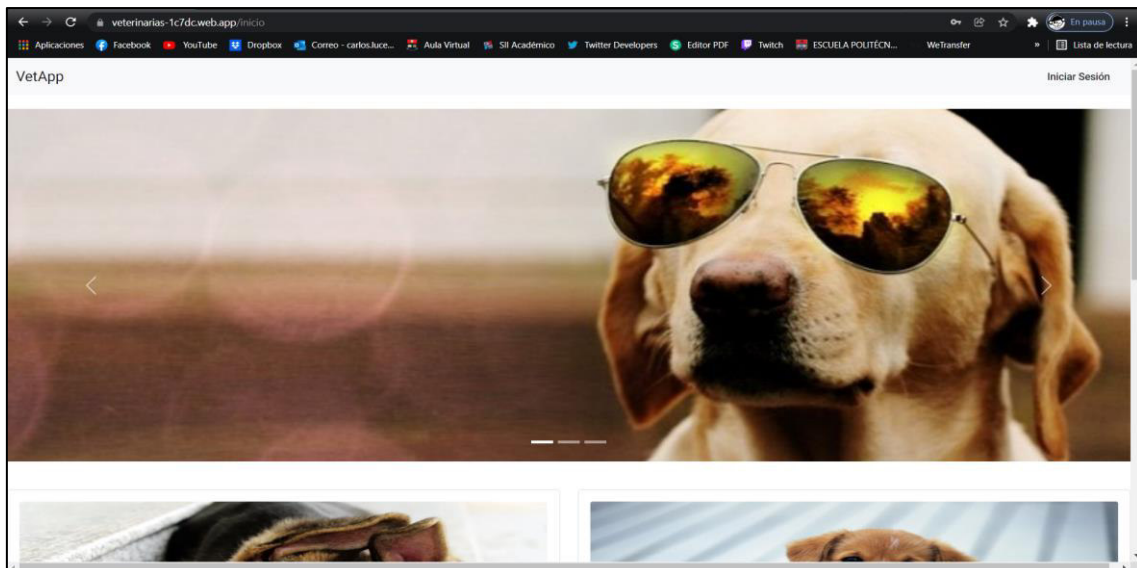 veterinarias-1c7dc.web.app/inicio
En pausa
Aplicaciones Facebook YouTube Dropbox Correo - carlos.luce... Aula Virtual SII Académico Twitter Developers Editor PDF Twitch ESCUELA POLITÉCN... WeTransfer » Lista de lectura
VetApp Iniciar Sesión